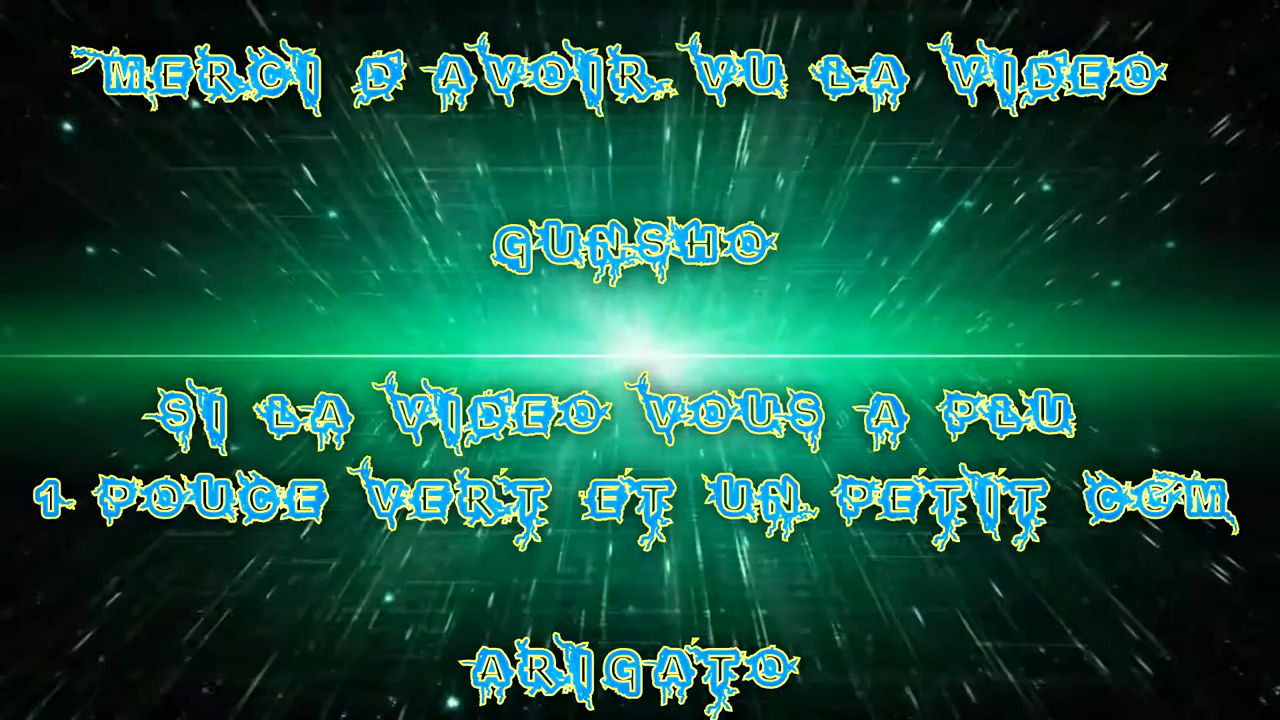 MERCI D AVOIR VU LA VIDEO
GUNSHO
SI LA VIDEO VOUS A PLU
1 POUCE VERT ET UN PETIT COM
ARIGATO